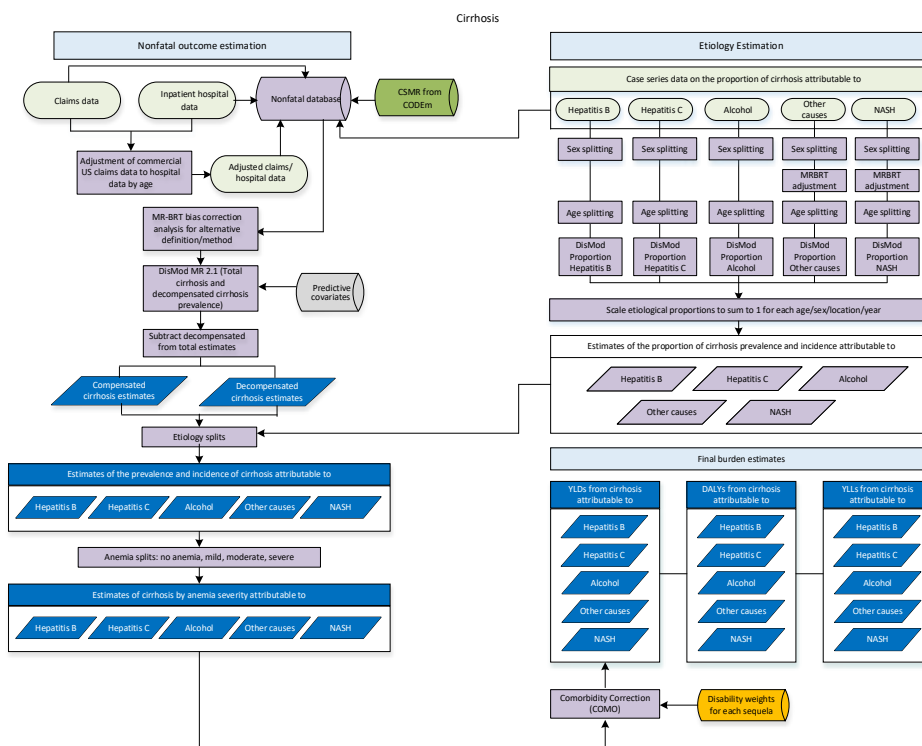 Cirrhosis
Nonfatal outcome estimation
Claims data
Inpatient hospital
data
Nonfatal database
CSMR from
CODEm
Adjustment of commercial
US claims data to hospital
data by age
Adjusted claims/
hospital data
MR-BRT bias correction
analysis for alternative
definition/method
DisMod MR 2.1 (Total
cirrhosis and
decompensated cirrhosis
prevalence)
Predictive
covariates
Subtract decompensated
from total estimates
Compensated
cirrhosis estimates
Decompensated
cirrhosis estimates
Etiology splits
Estimates of the prevalence and incidence of cirrhosis attributable to
Hepatitis B
Hepatitis C
Alcohol
Other causes
NASH
Anemia splits: no anemia, mild, moderate, severe
Estimates of cirrhosis by anemia severity attributable to
Hepatitis B
Hepatitis C
Alcohol
Other causes
NASH
Etiology Estimation
Case series data on the proportion of cirrhosis attributable to
Hepatitis B
Hepatitis C
Alcohol
Other
causes
NASH
Sex splitting
Sex splitting
Sex splitting
Sex splitting
Sex splitting
MRBRT
adjustment
MRBRT
adjustment
Age splitting
Age splitting
Age splitting
Age splitting
Age splitting
DisMod
Proportion
Hepatitis B
DisMod
Proportion
Hepatitis C
DisMod
Proportion
Alcohol
DisMod
Proportion
Other causes
DisMod
Proportion
NASH
Scale etiological proportions to sum to 1 for each age/sex/location/year
Estimates of the proportion of cirrhosis prevalence and incidence attributable to
Hepatitis B
Hepatitis C
Alcohol
Other causes
NASH
Final burden estimates
YLDs from cirrhosis
attributable to
Hepatitis B
Hepatitis C
Alcohol
Other causes
NASH
DALYs from cirrhosis
attributable to
Hepatitis B
Hepatitis C
Alcohol
Other causes
NASH
YLLs from cirrhosis
attributable to
Hepatitis B
Hepatitis C
Alcohol
Other causes
NASH
Comorbidity Correction
(COMO)
Disability weights
for each sequela